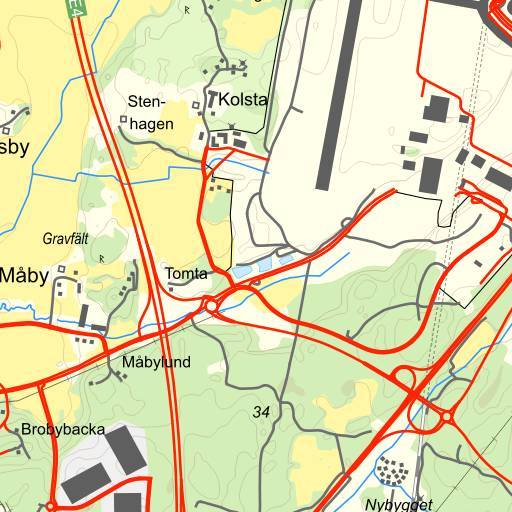 E4
Sten-
hagen
Kolsta
sby
Gravfält
Måby
Tomta
Måbylund
34
Brobybacka
Nybygget